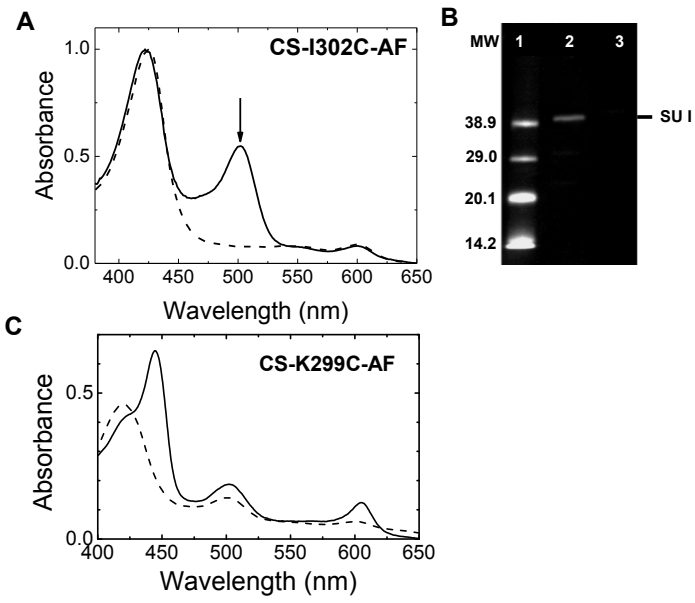 A
CS-I302C-AF
1.0
0.5
0.0
Absorbance
400 450 500 550 600 650
Wavelength (nm)
B
MW 1 2 3
38.9
29.0
20.1
14.2
SU I
C
CS-K299C-AF
0.5
0.0
Absorbance
400 450 500 550 600 650
Wavelength (nm)